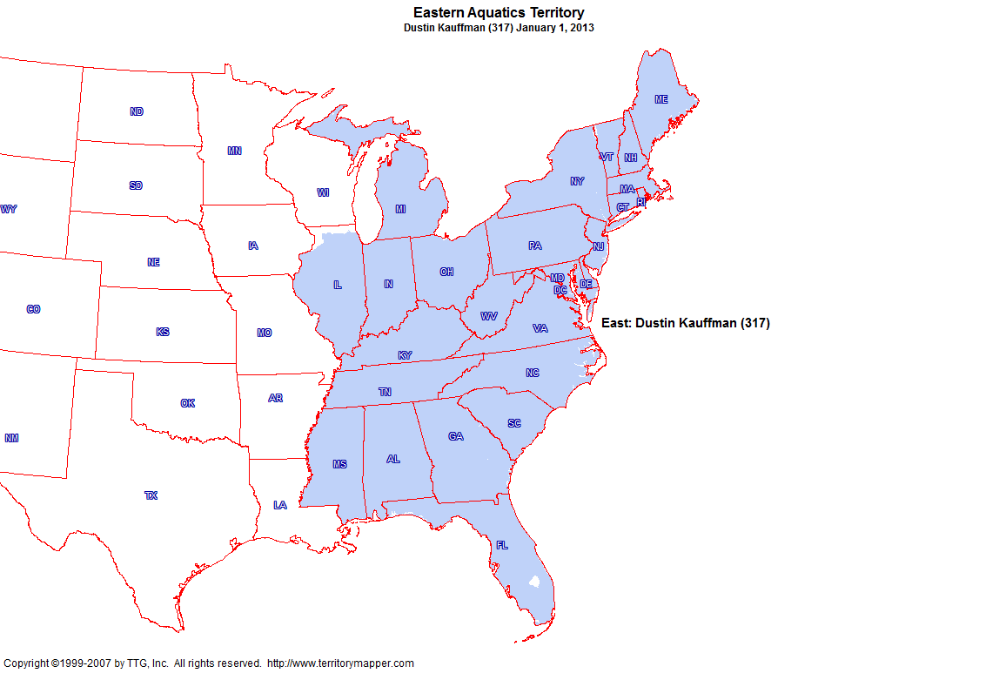 Eastern Aquatics Territory
Dustin Kauffman (317) January 1, 2013
ME
ND
MN
VT
NH
SD
NY
WI
MA
RI
WY
MI
CT
IA
PA
NJ
NE
OH
MD
DE
IL
IN
DC
CO
WV
East: Dustin Kauffman (317)
KS
MO
VA
KY
NC
TN
AR
OK
SC
NM
GA
AL
MS
TX
LA
FL
Copyright ©1999-2007 by TTG, Inc. All rights reserved. http://www.territorymapper.com